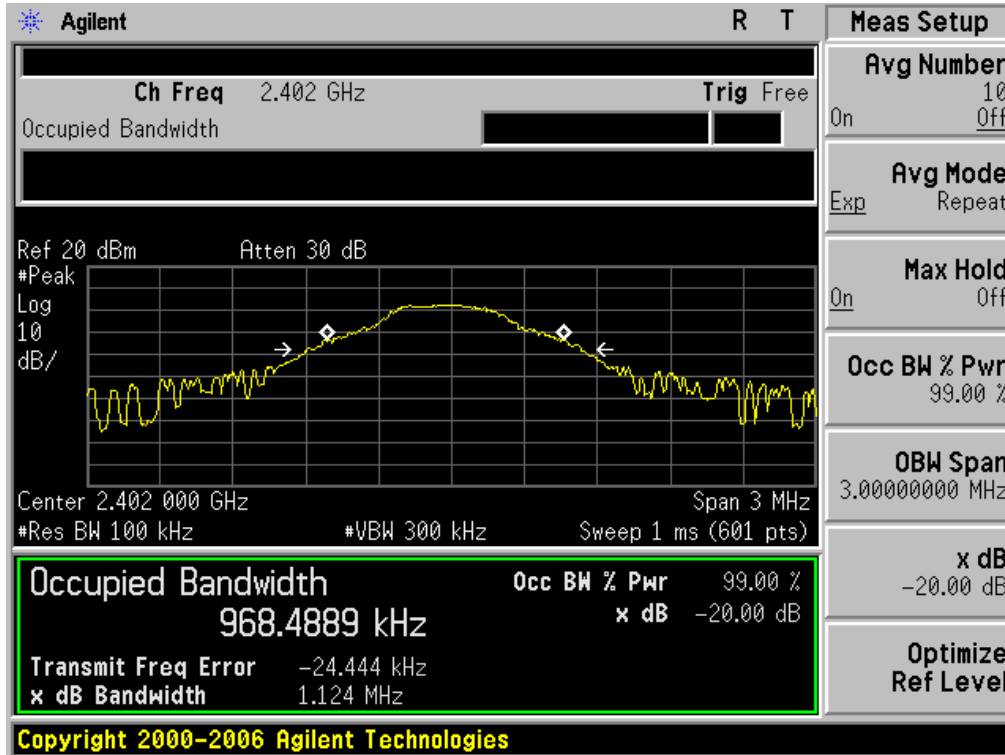 Agilent R T Meas Setup
Ch Freq 2.402 GHz Trig Free
Occupied Bandwidth
Avg Number
10
On Off
Avg Mode
Exp Repeat
Max Hold
On Off
Occ BW % Pwr
99.00 %
OBW Span
3.00000000 MHz
x dB
-20.00 dB
Optimize
Ref Level
Ref 20 dBm Atten 30 dB
#Peak
Log
10
dB/
Center 2.402 000 GHz Span 3 MHz
#Res BW 100 kHz #VBW 300 kHz Sweep 1 ms (601 pts)
Occupied Bandwidth Occ BW % Pwr 99.00 %
968.4889 kHz x dB -20.00 dB
Transmit Freq Error -24.444 kHz
x dB Bandwidth 1.124 MHz
Copyright 2000-2006 Agilent Technologies